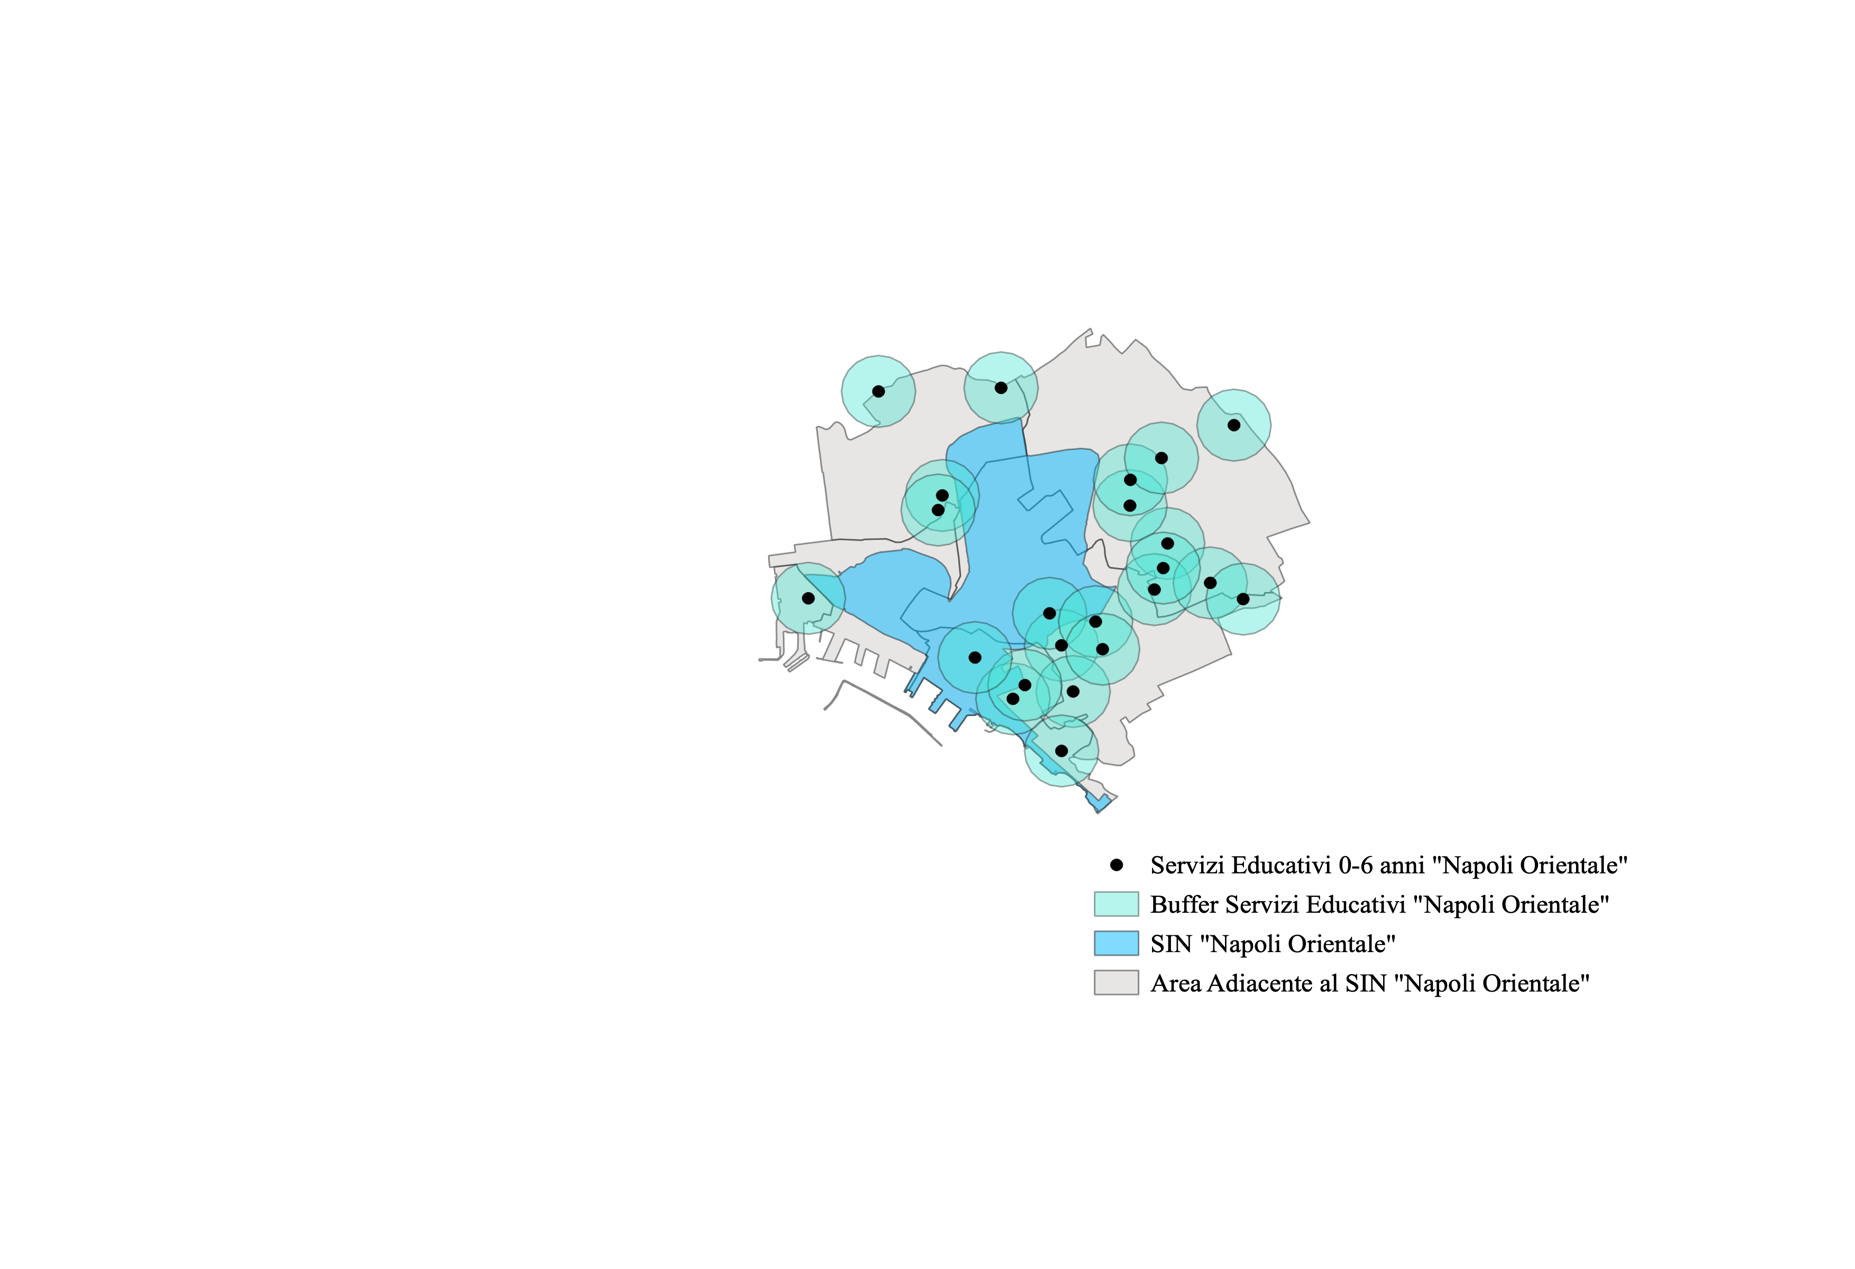 Servizi Educativi 0-6 anni "Napoli Orientale"
Buffer Servizi Educativi "Napoli Orientale"
SIN "Napoli Orientale"
Area Adiacente al SIN "Napoli Orientale"